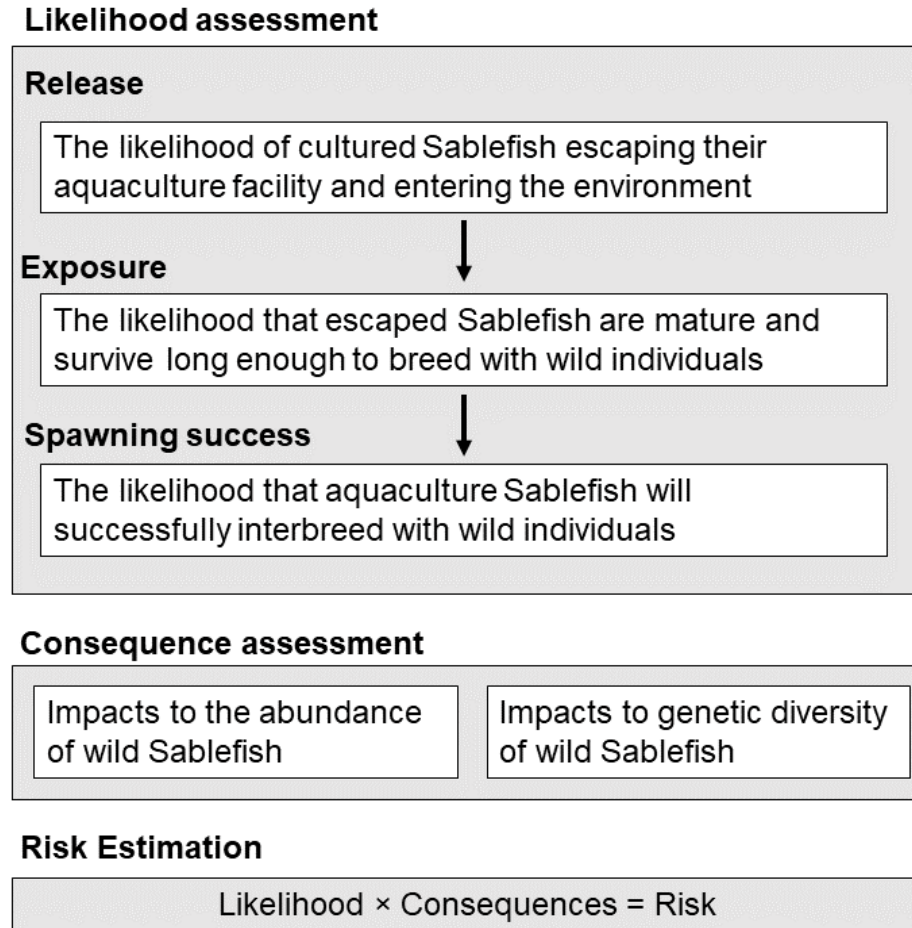 Likelihood assessment
Release
The likelihood of cultured Sablefish escaping their
aquaculture facility and entering the environment
Exposure
The likelihood that escaped Sablefish are mature and
survive long enough to breed with wild individuals
Spawning success
The likelihood that aquaculture Sablefish will
successfully interbreed with wild individuals
Consequence assessment
Impacts to the abundance
of wild Sablefish
Impacts to genetic diversity
of wild Sablefish
Risk Estimation
Likelihood × Consequences = Risk